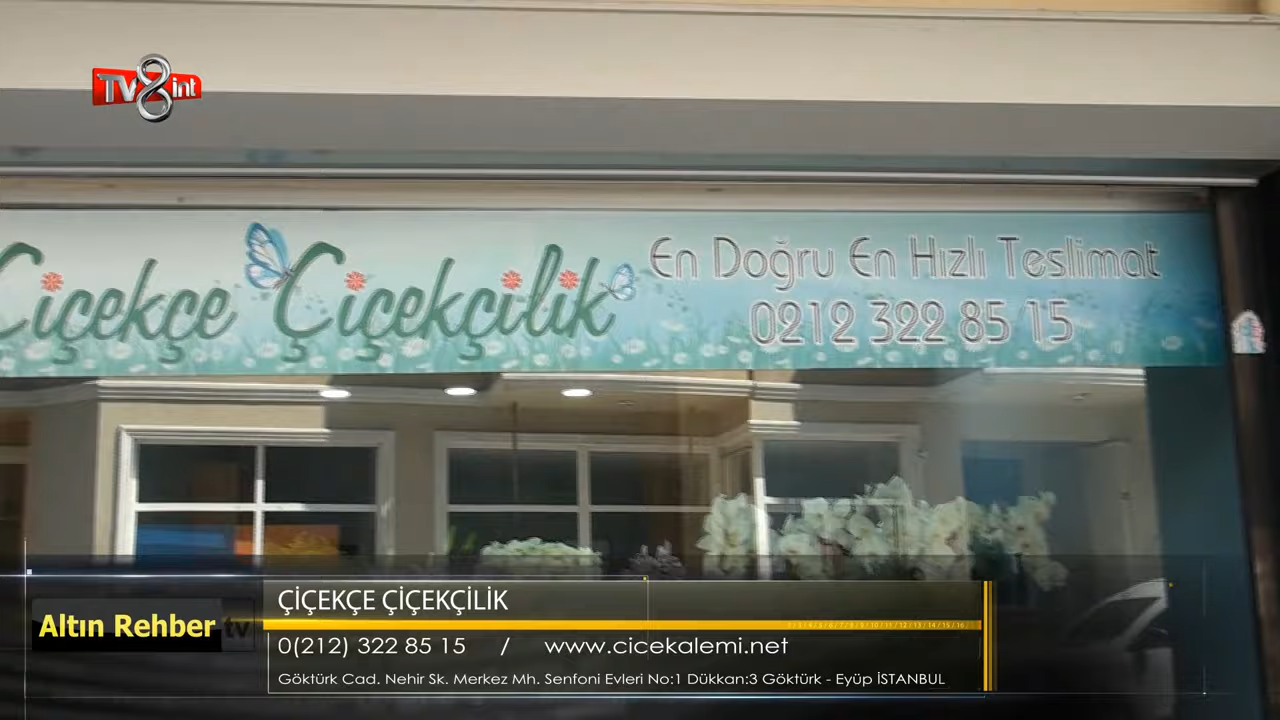 TV8 int
Çiçekçe Çiçekçilik
En Doğru En Hızlı Teslimat
0212 322 85 15
Altın Rehber tv
ÇİÇEKÇE ÇİÇEKÇİLİK
0(212) 322 85 15 / www.cicekalemi.net
Göktürk Cad. Nehir Sk. Merkez Mh. Senfoni Evleri No:1 Dükkan:3 Göktürk - Eyüp İSTANBUL